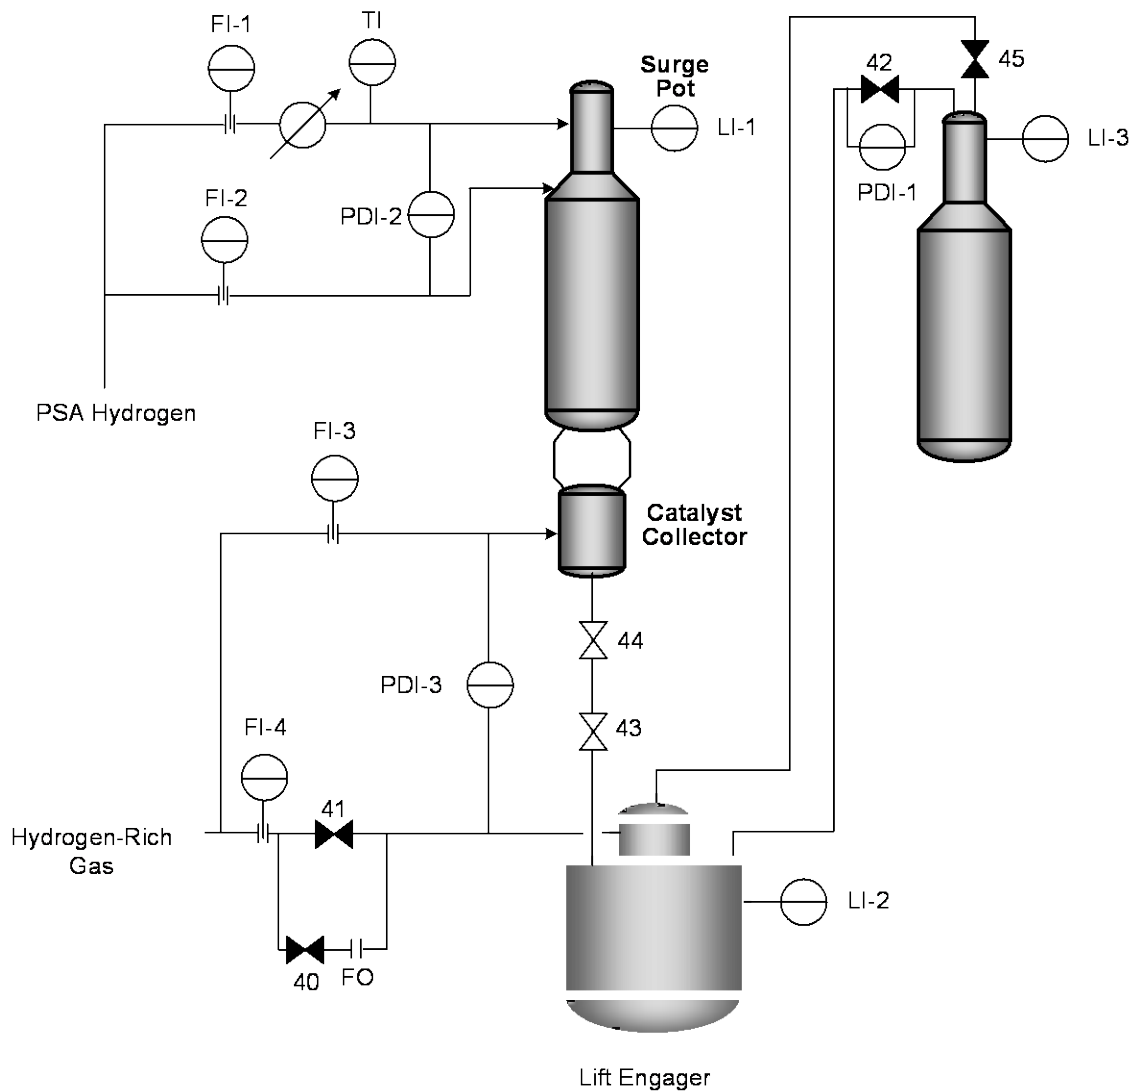 FI-1
TI
Surge
Pot
42
45
LI-1
LI-3
PDI-1
FI-2
PDI-2
PSA Hydrogen
FI-3
Catalyst
Collector
44
PDI-3
43
FI-4
41
Hydrogen-Rich
Gas
LI-2
40
FO
Lift Engager